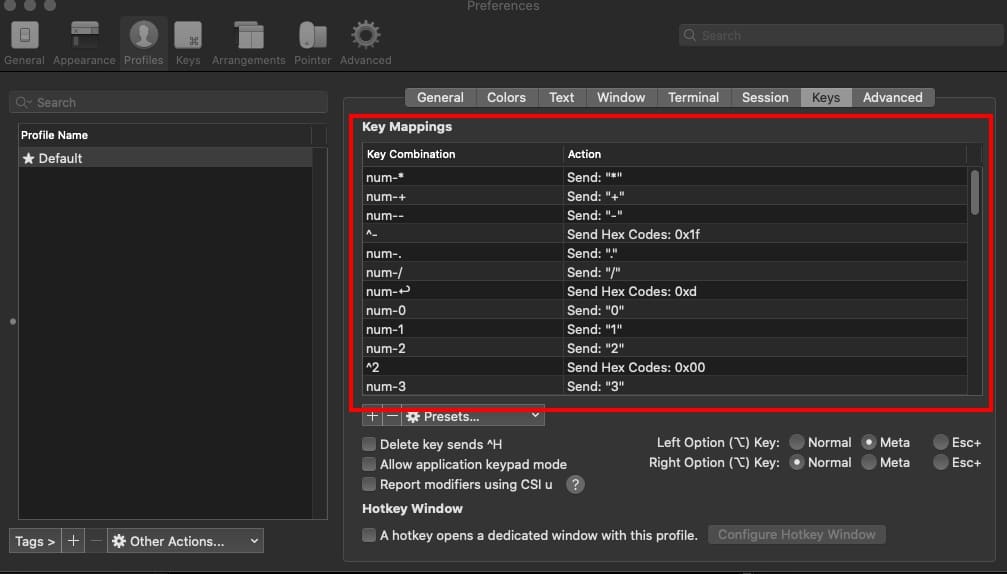 Preferences
General Appearance Profiles Keys Arrangements Pointer Advanced
Search
Search
Profile Name
★ Default
General Colors Text Window Terminal Session Keys Advanced
Key Mappings
Key Combination Action
num-* Send: "*"
num-+ Send: "+"
num-- Send: "-"
^- Send Hex Codes: 0x1f
num-. Send: "."
num-/ Send: "/"
num-↩ Send Hex Codes: 0xd
num-0 Send: "0"
num-1 Send: "1"
num-2 Send: "2"
^2 Send Hex Codes: 0x00
num-3 Send: "3"
+ − Presets...
Delete key sends ^H
Allow application keypad mode
Report modifiers using CSI u ?
Left Option (⌥) Key: Normal Meta Esc+
Right Option (⌥) Key: Normal Meta Esc+
Hotkey Window
A hotkey opens a dedicated window with this profile. Configure Hotkey Window
Tags > + − Other Actions...